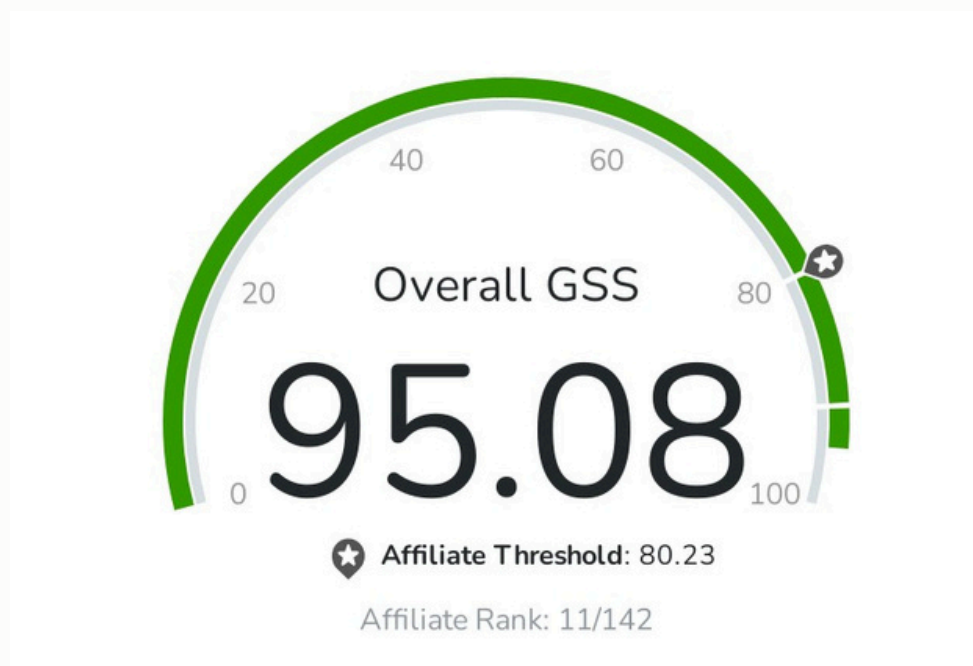 40 60
20 80
Overall GSS
95.08
0 100
Affiliate Threshold: 80.23
Affiliate Rank: 11/142